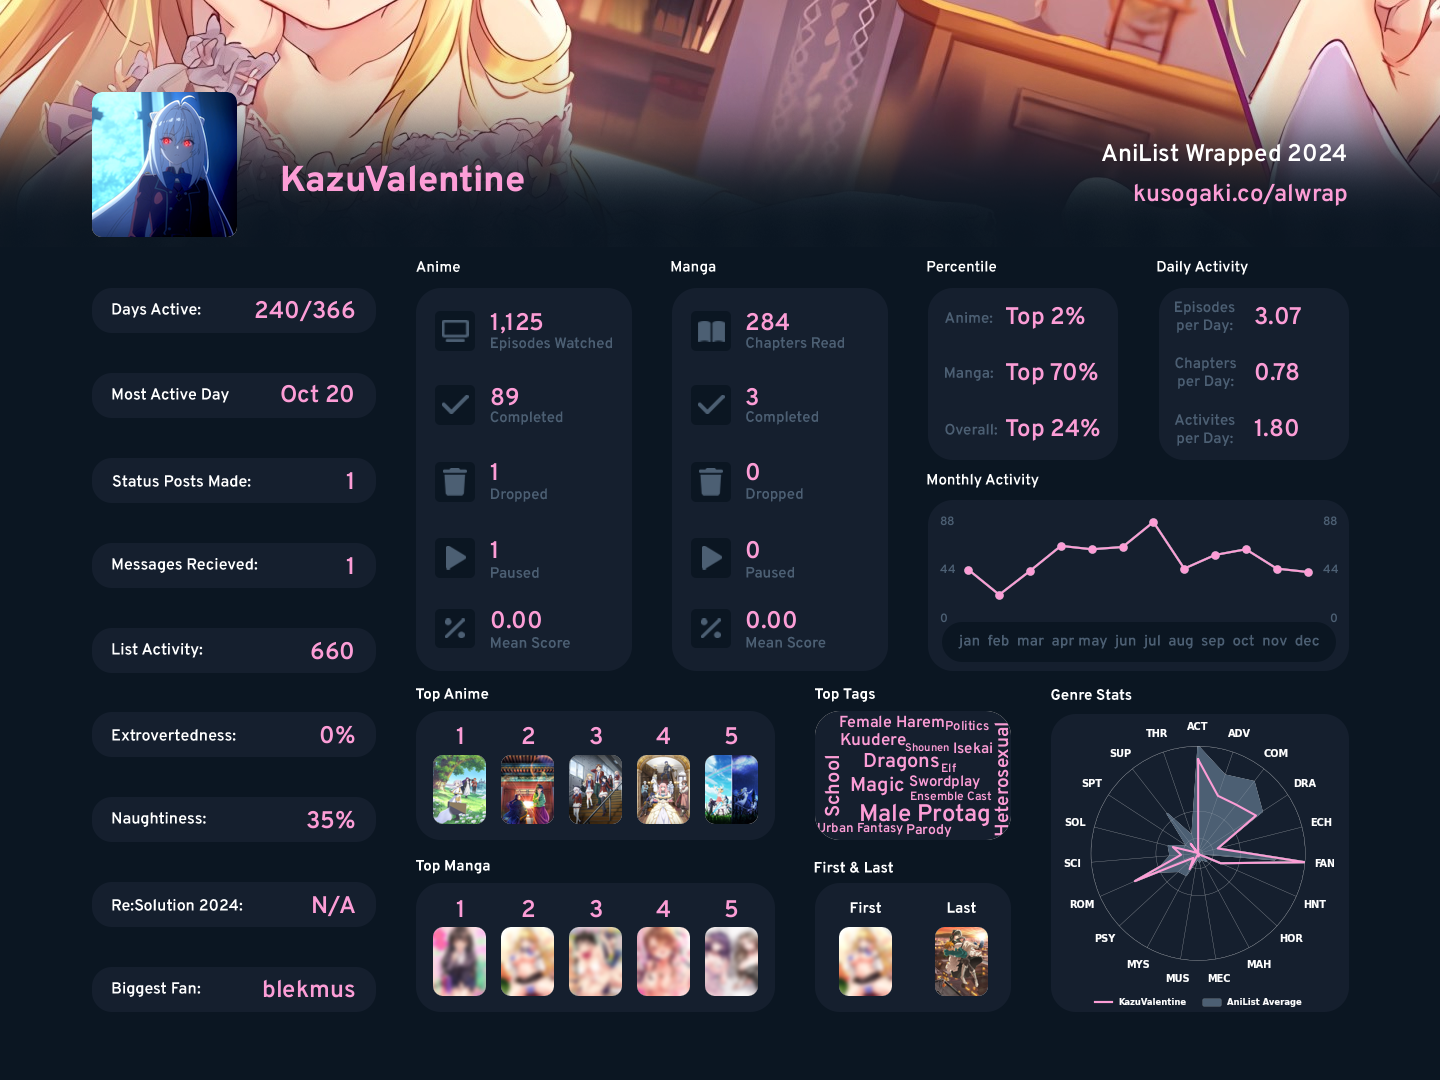 KazuValentine
AniList Wrapped 2024
kusogaki.co/alwrap
Days Active: 240/366
Most Active Day Oct 20
Status Posts Made: 1
Messages Recieved: 1
List Activity: 660
Extrovertedness: 0%
Naughtiness: 35%
Re:Solution 2024: N/A
Biggest Fan: blekmus
Anime
1,125
Episodes Watched
89
Completed
1
Dropped
1
Paused
0.00
Mean Score
Manga
284
Chapters Read
3
Completed
0
Dropped
0
Paused
0.00
Mean Score
Percentile
Anime: Top 2%
Manga: Top 70%
Overall: Top 24%
Daily Activity
Episodes
per Day: 3.07
Chapters
per Day: 0.78
Activites
per Day: 1.80
Monthly Activity
88 88
44 44
0 0
jan feb mar apr may jun jul aug sep oct nov dec
Top Anime
1 2 3 4 5
Top Manga
1 2 3 4 5
Top Tags
Female Harem Politics
Kuudere Shounen Isekai
Dragons Elf
Magic Swordplay
Ensemble Cast
Male Protag
Urban Fantasy Parody
School
Heterosexual
First & Last
First Last
Genre Stats
ACT
ADV
COM
DRA
ECH
FAN
HNT
HOR
MAH
MEC
MUS
MYS
PSY
ROM
SCI
SOL
SPT
SUP
THR
KazuValentine AniList Average